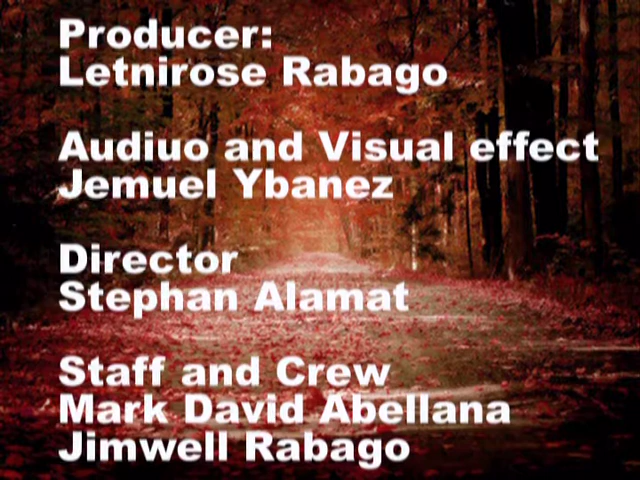 Producer:
Letnirose Rabago
Audiuo and Visual effect
Jemuel Ybanez
Director
Stephan Alamat
Staff and Crew
Mark David Abellana
Jimwell Rabago